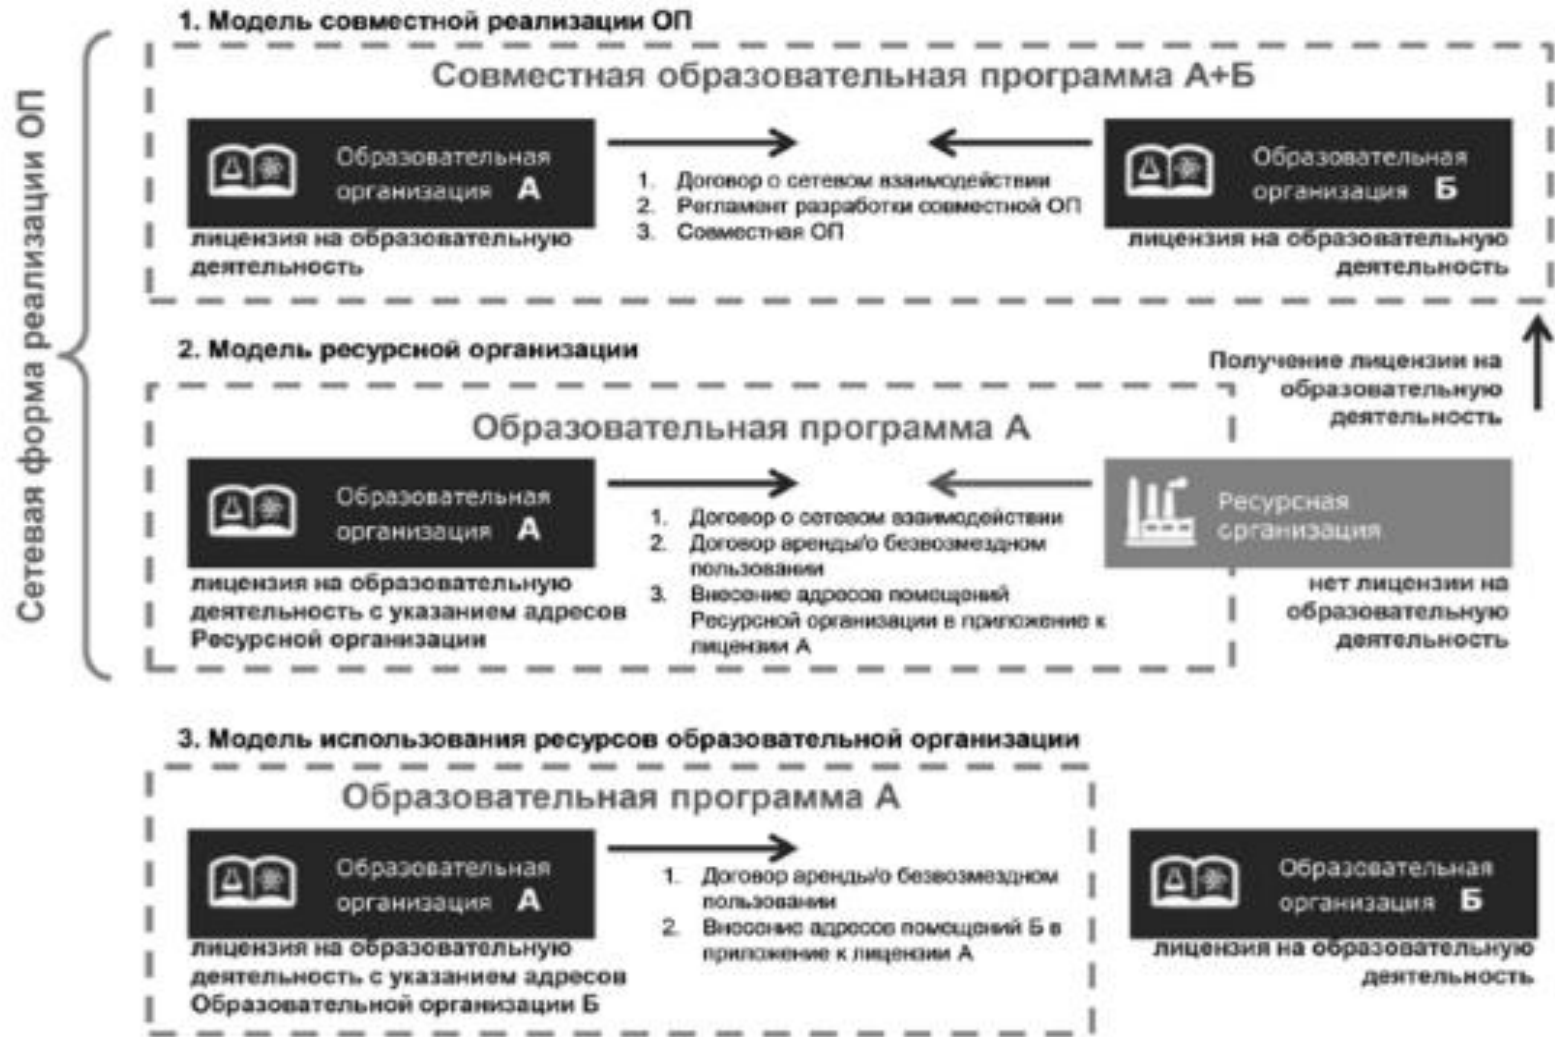 Сетевая форма реализации ОП
1. Модель совместной реализации ОП
Совместная образовательная программа А+Б
Образовательная
организация А
лицензия на образовательную
деятельность
1. Договор о сетевом взаимодействии
2. Регламент разработки совместной ОП
3. Совместная ОП
Образовательная
организация Б
лицензия на образовательную
деятельность
2. Модель ресурсной организации
Получение лицензии на
образовательную
деятельность
Образовательная программа А
Образовательная
организация А
лицензия на образовательную
деятельность с указанием адресов
Ресурсной организации
1. Договор о сетевом взаимодействии
2. Договор аренды/о безвозмездном
пользовании
3. Внесение адресов помещений
Ресурсной организации в приложение к
лицензии А
Ресурсная
организация
нет лицензии на
образовательную
деятельность
3. Модель использования ресурсов образовательной организации
Образовательная программа А
Образовательная
организация А
лицензия на образовательную
деятельность с указанием адресов
Образовательной организации Б
1. Договор аренды/о безвозмездном
пользовании
2. Внесение адресов помещений Б в
приложение к лицензии А
Образовательная
организация Б
лицензия на образовательную
деятельность